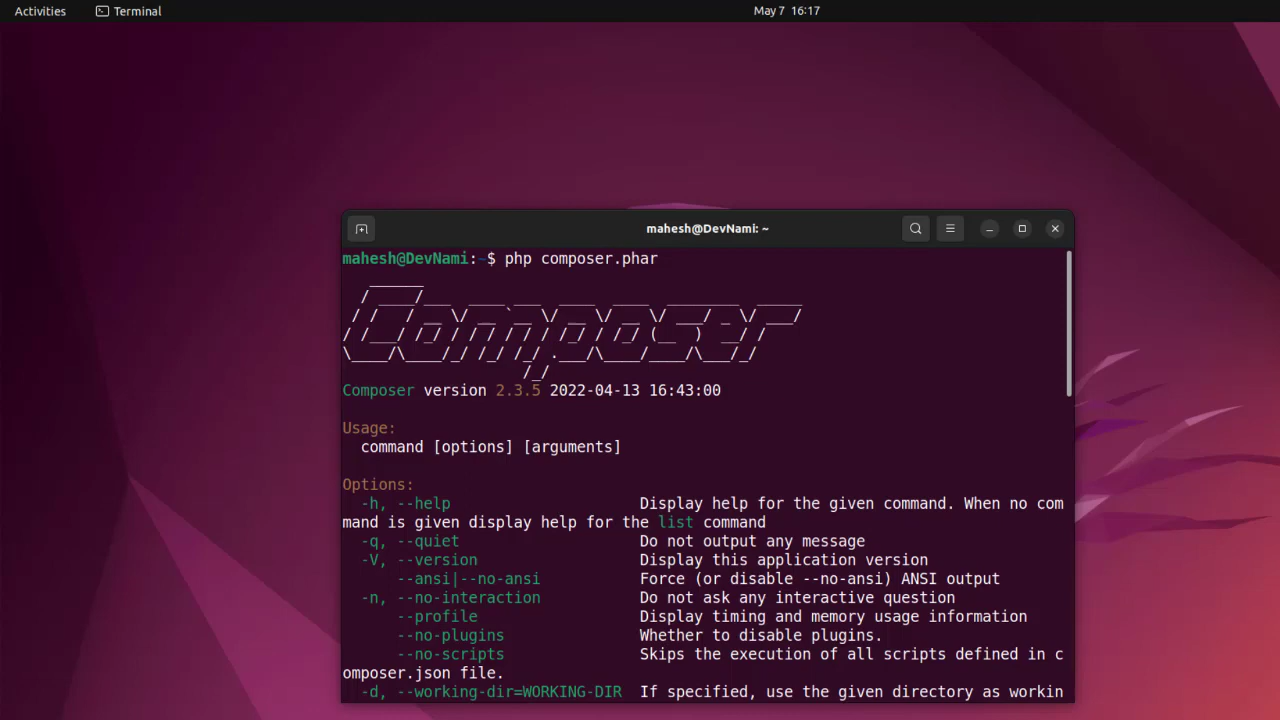 Activities Terminal May 7 16:17
mahesh@DevNami: ~
mahesh@DevNami:~$ php composer.phar
Composer
Composer version 2.3.5 2022-04-13 16:43:00
Usage:
command [options] [arguments]
Options:
-h, --help Display help for the given command. When no com
mand is given display help for the list command
-q, --quiet Do not output any message
-V, --version Display this application version
--ansi|--no-ansi Force (or disable --no-ansi) ANSI output
-n, --no-interaction Do not ask any interactive question
--profile Display timing and memory usage information
--no-plugins Whether to disable plugins.
--no-scripts Skips the execution of all scripts defined in c
omposer.json file.
-d, --working-dir=WORKING-DIR If specified, use the given directory as workin